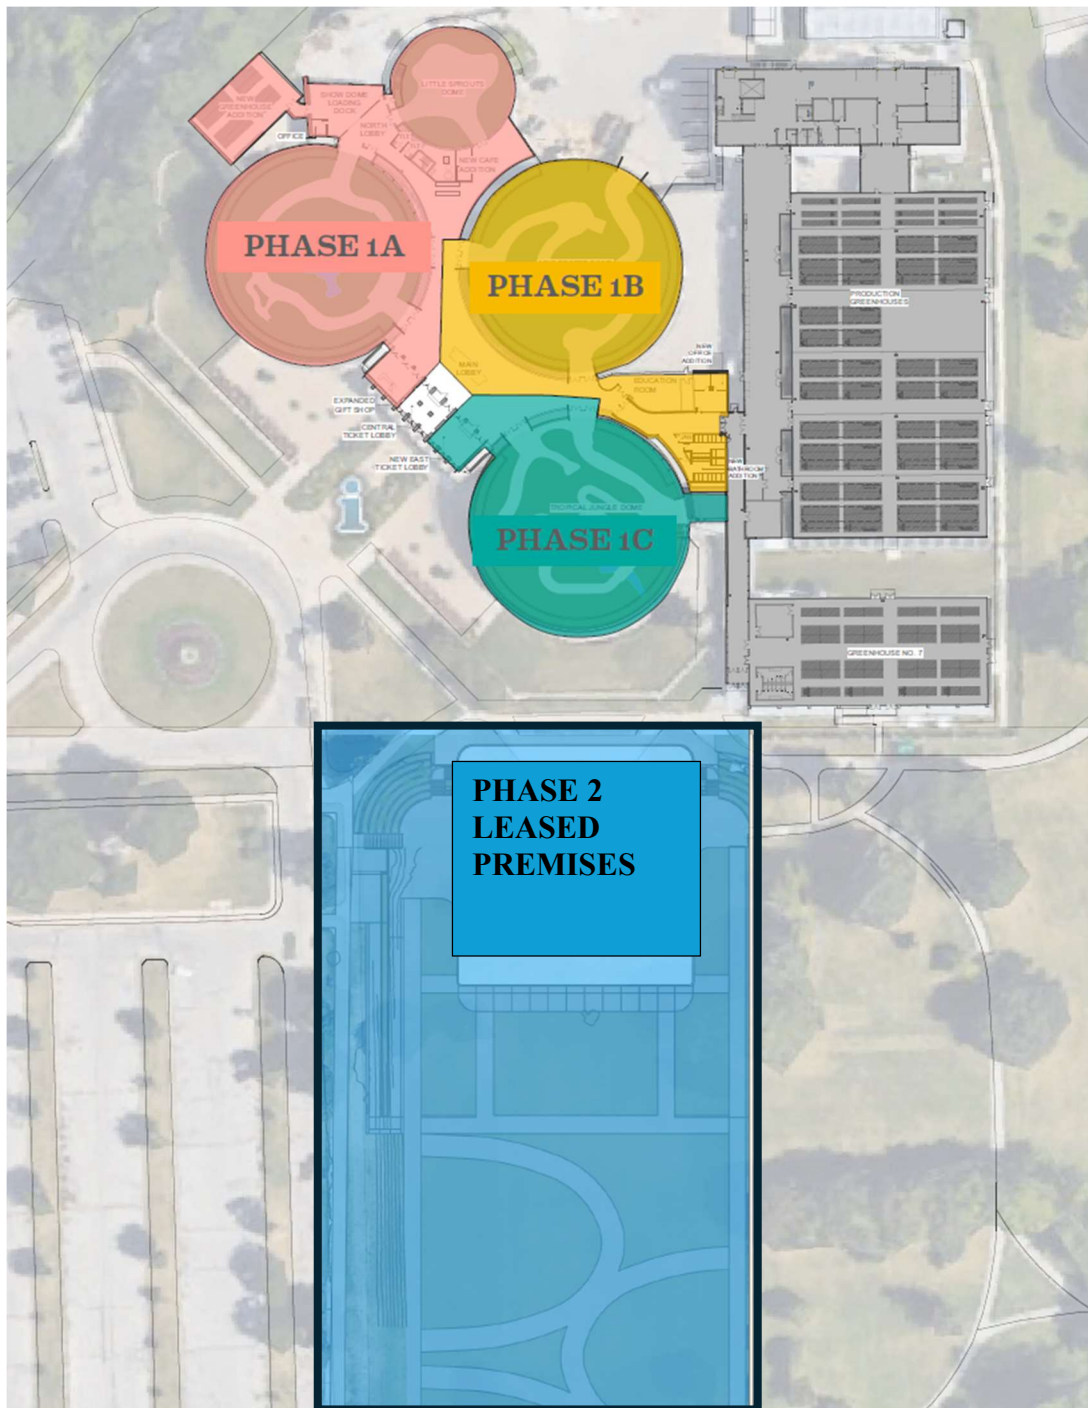 LITTLE SPROUTS
DOME
NEW
GREENHOUSE
ADDITION
SHOW DOME
LOADING
DOCK
NORTH
LOBBY
OFFICE
NEW CAFE
ADDITION
PHASE 1A
PHASE 1B
PRODUCTION
GREENHOUSES
NEW
OFFICE
ADDITION
MAIN
LOBBY
EDUCATION
ROOM
EXPANDED
GIFT SHOP
CENTRAL
TICKET LOBBY
NEW EAST
TICKET LOBBY
NEW
BATHROOM
ADDITION
TROPICAL JUNGLE DOME
PHASE 1C
GREENHOUSE NO. 7
PHASE 2
LEASED
PREMISES